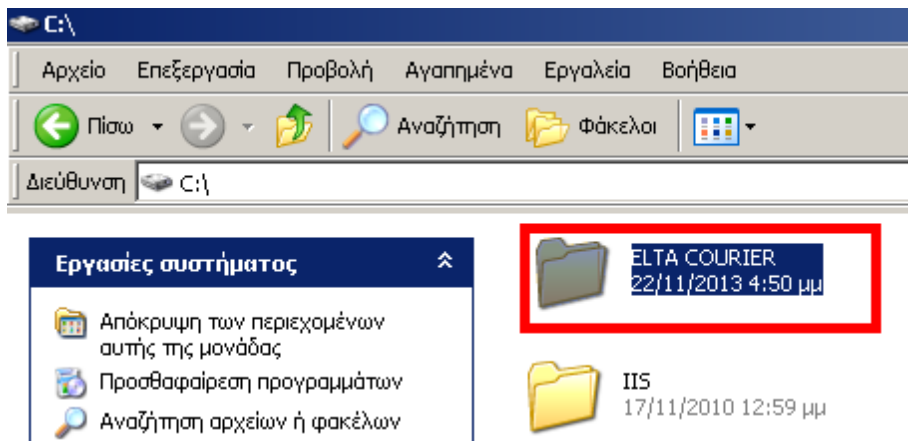 C:\
Αρχείο Επεξεργασία Προβολή Αγαπημένα Εργαλεία Βοήθεια
Πίσω Αναζήτηση Φάκελοι
Διεύθυνση C:\
Εργασίες συστήματος
Απόκρυψη των περιεχομένων
αυτής της μονάδας
Προσθαφαίρεση προγραμμάτων
Αναζήτηση αρχείων ή φακέλων
ELTA COURIER
22/11/2013 4:50 μμ
IIS
17/11/2010 12:59 μμ